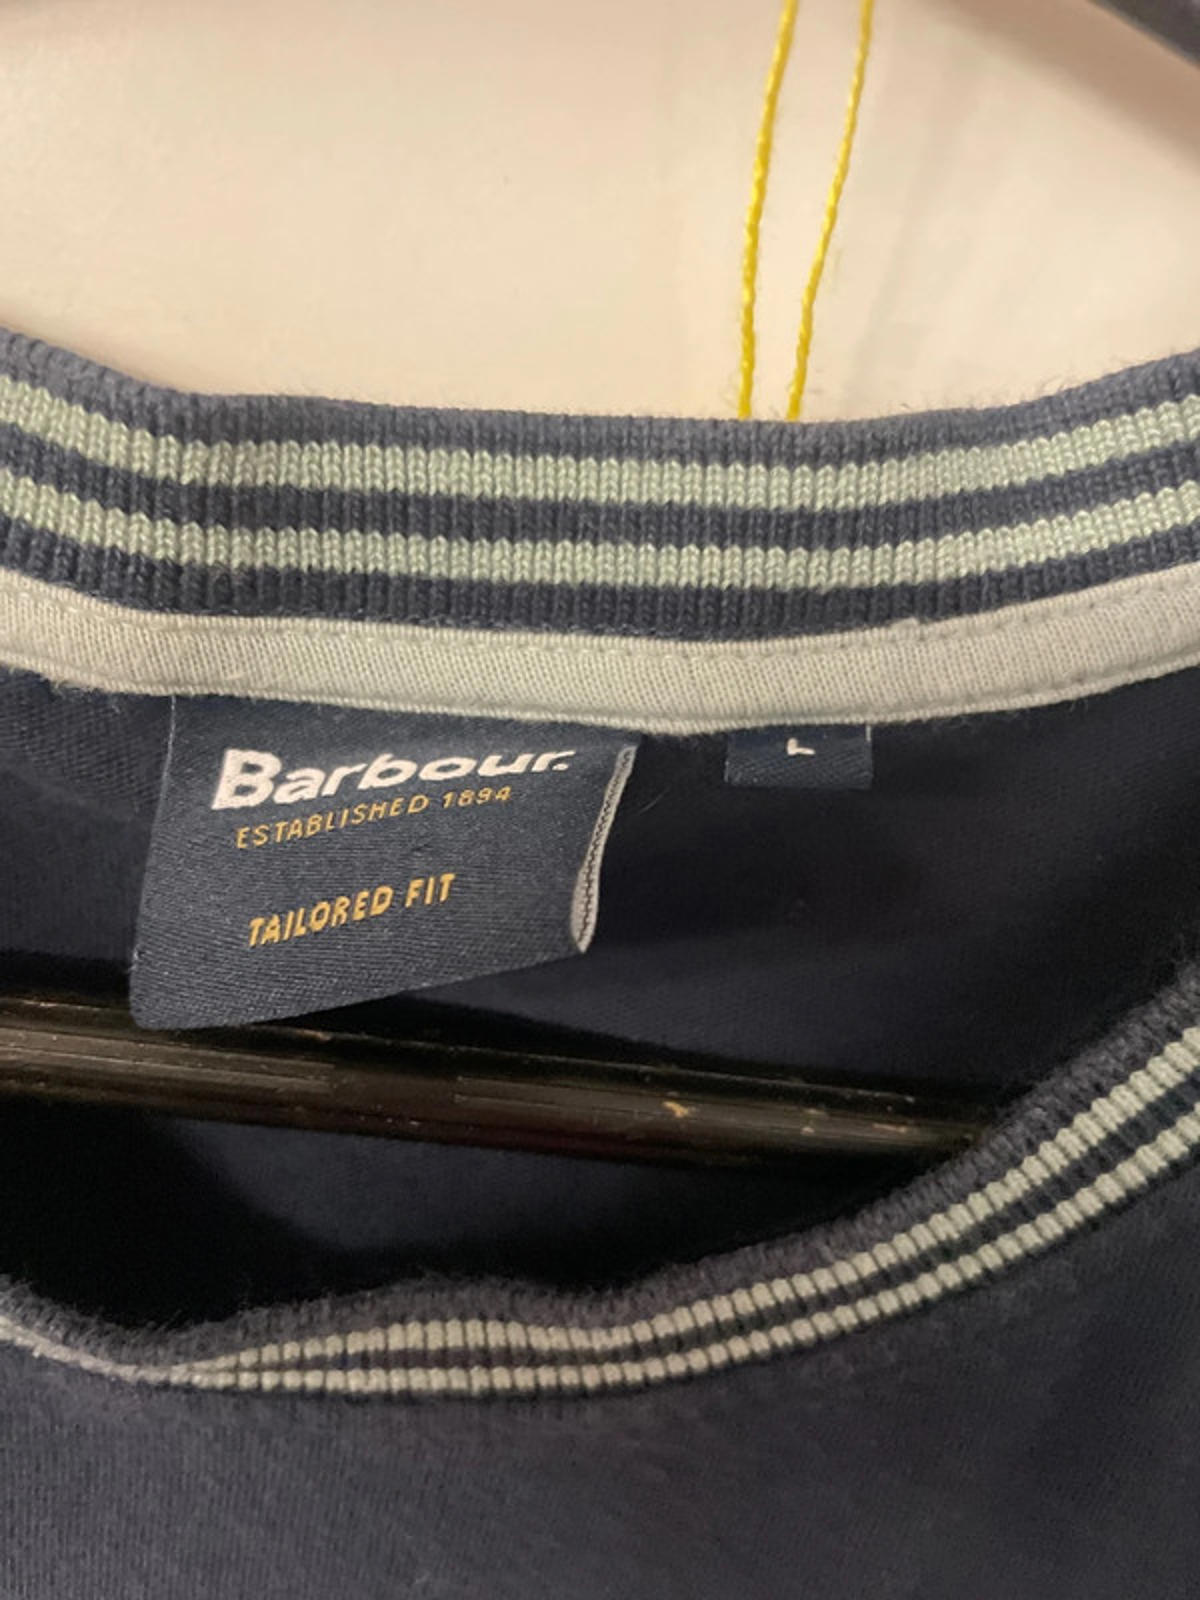 Barbour.
ESTABLISHED 1894
TAILORED FIT
L